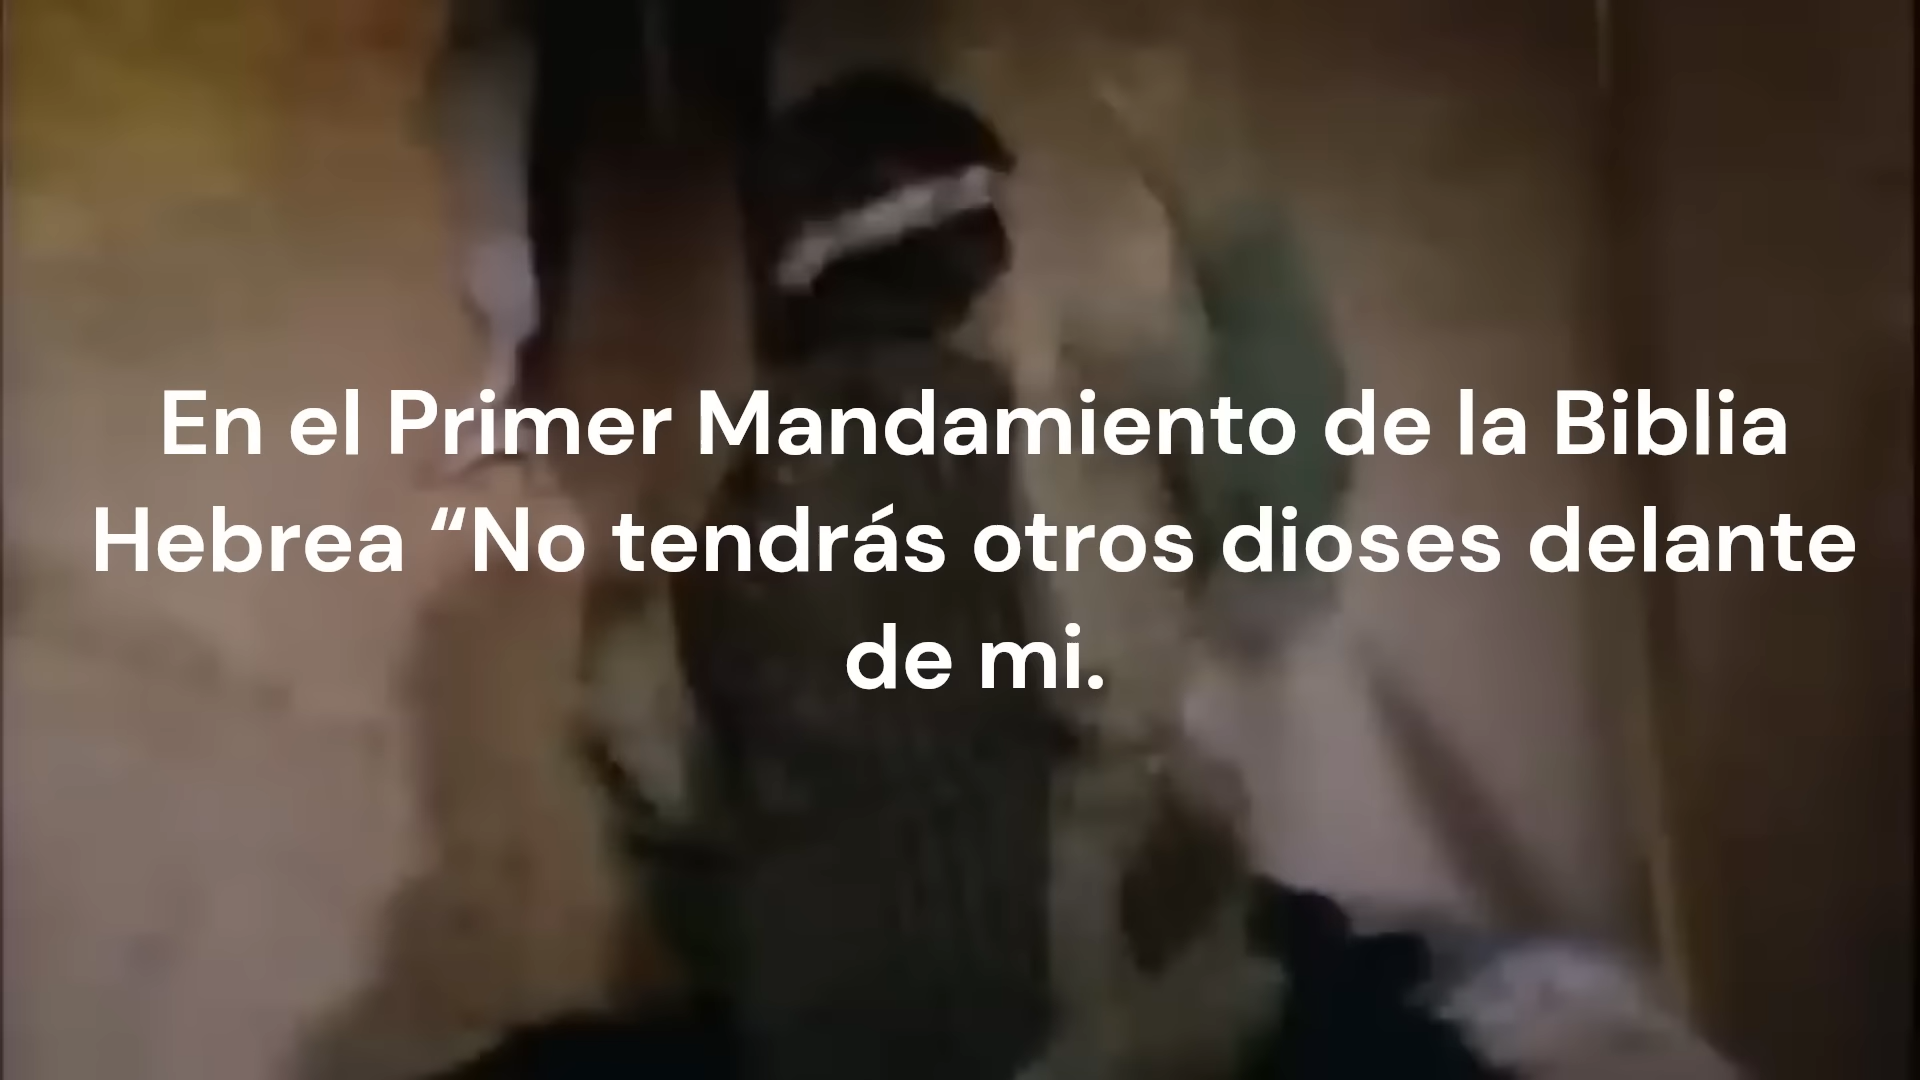 En el Primer Mandamiento de la Biblia
Hebrea “No tendrás otros dioses delante
de mi.